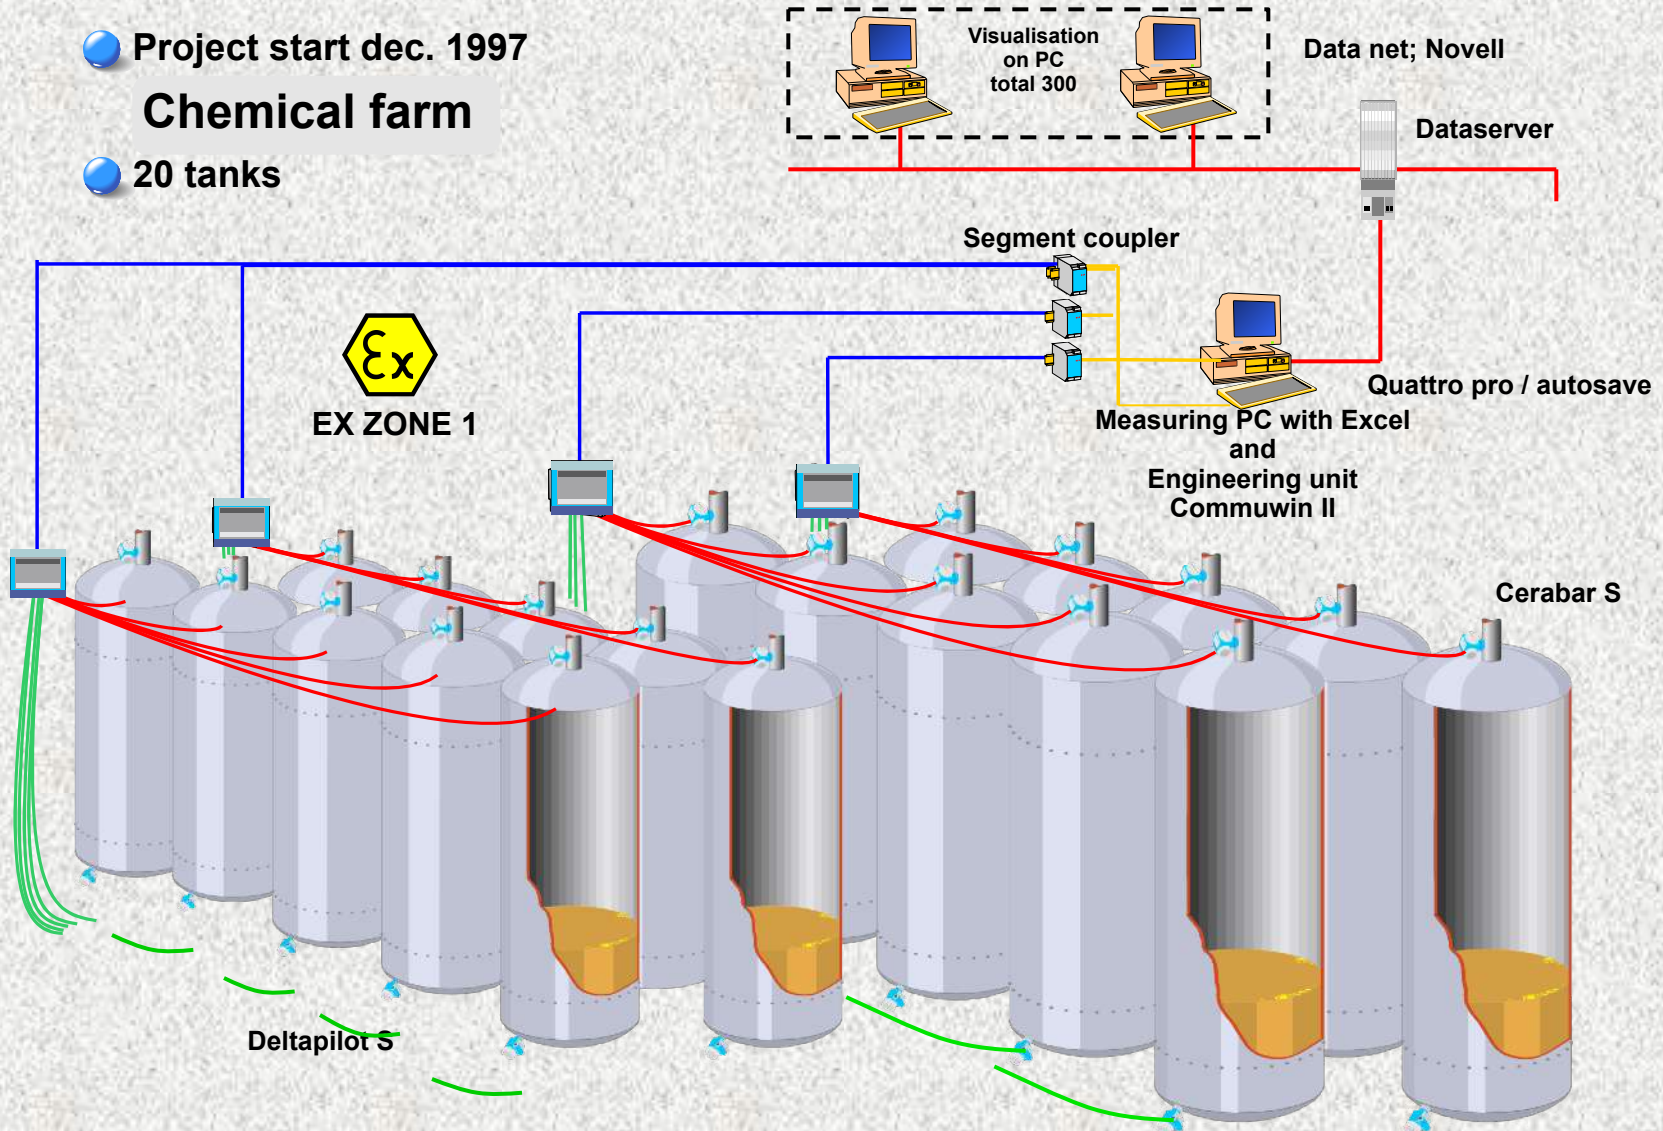 Project start dec. 1997
Chemical farm
20 tanks
Visualisation
on PC
total 300
Data net; Novell
Dataserver
Segment coupler
Ex
EX ZONE 1
Quattro pro / autosave
Measuring PC with Excel
and
Engineering unit
Commuwin II
Cerabar S
Deltapilot S